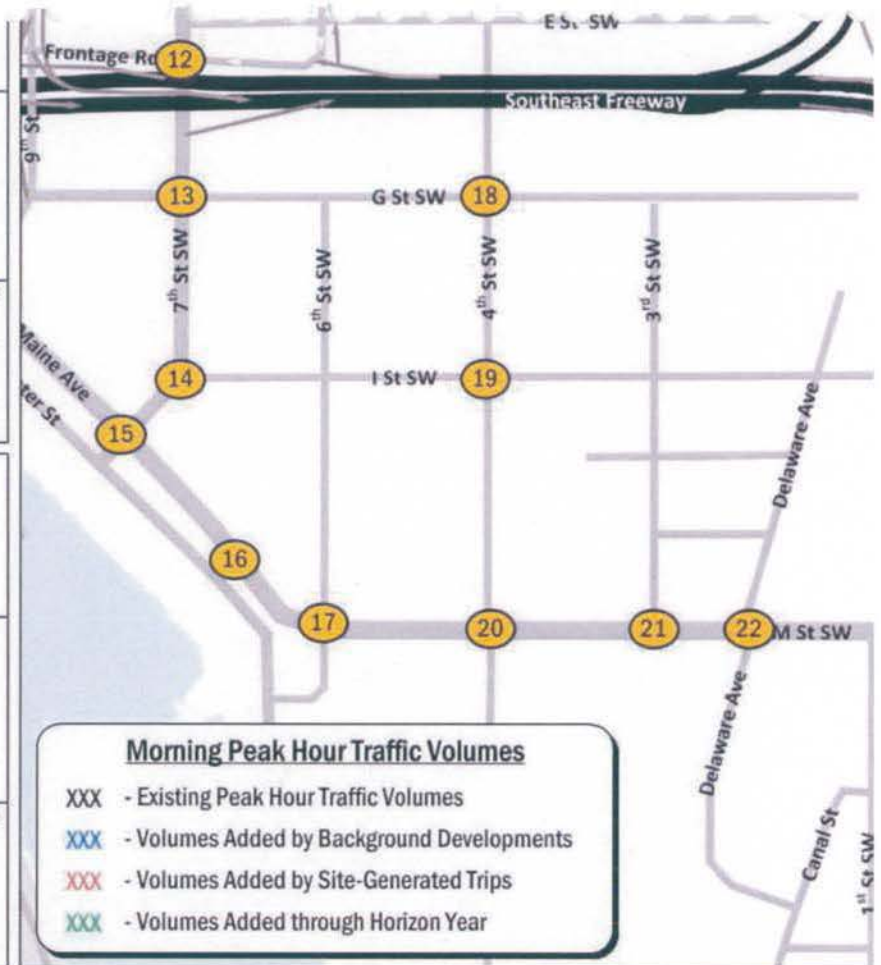 E St SW
Frontage Rd
12
Southeast Freeway
9th St
13
G St SW
18
7th St SW
6th St SW
4th St SW
3rd St SW
Maine Ave
14
I St SW
19
ter St
15
Delaware Ave
16
17
20
21
22
M St SW
Delaware Ave
Canal St
1st St SW
Morning Peak Hour Traffic Volumes
XXX - Existing Peak Hour Traffic Volumes
XXX - Volumes Added by Background Developments
XXX - Volumes Added by Site-Generated Trips
XXX - Volumes Added through Horizon Year